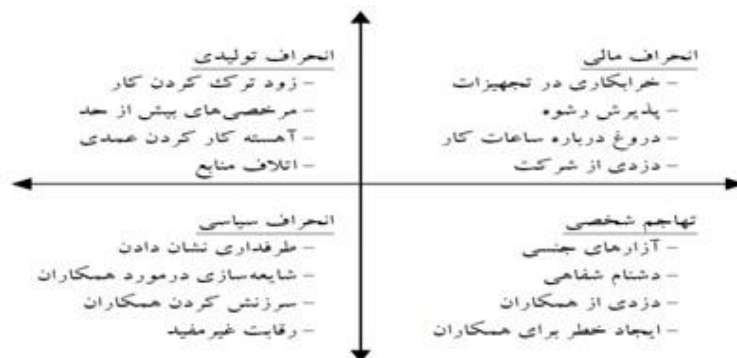 انحراف مالی
– خرابکاری در تجهیزات
– پذیرش رشوه
– دروغ درباره ساعات کار
– دزدی از شرکت
انحراف تولیدی
– زود ترک کردن کار
– مرخصی‌های بیش از حد
– آهسته کار کردن عمدی
– اتلاف منابع
تهاجم شخصی
– آزارهای جنسی
– دشنام شفاهی
– دزدی از همکاران
– ایجاد خطر برای همکاران
انحراف سیاسی
– طرفداری نشان دادن
– شایعه‌سازی درمورد همکاران
– سرزنش کردن همکاران
– رقابت غیرمفید